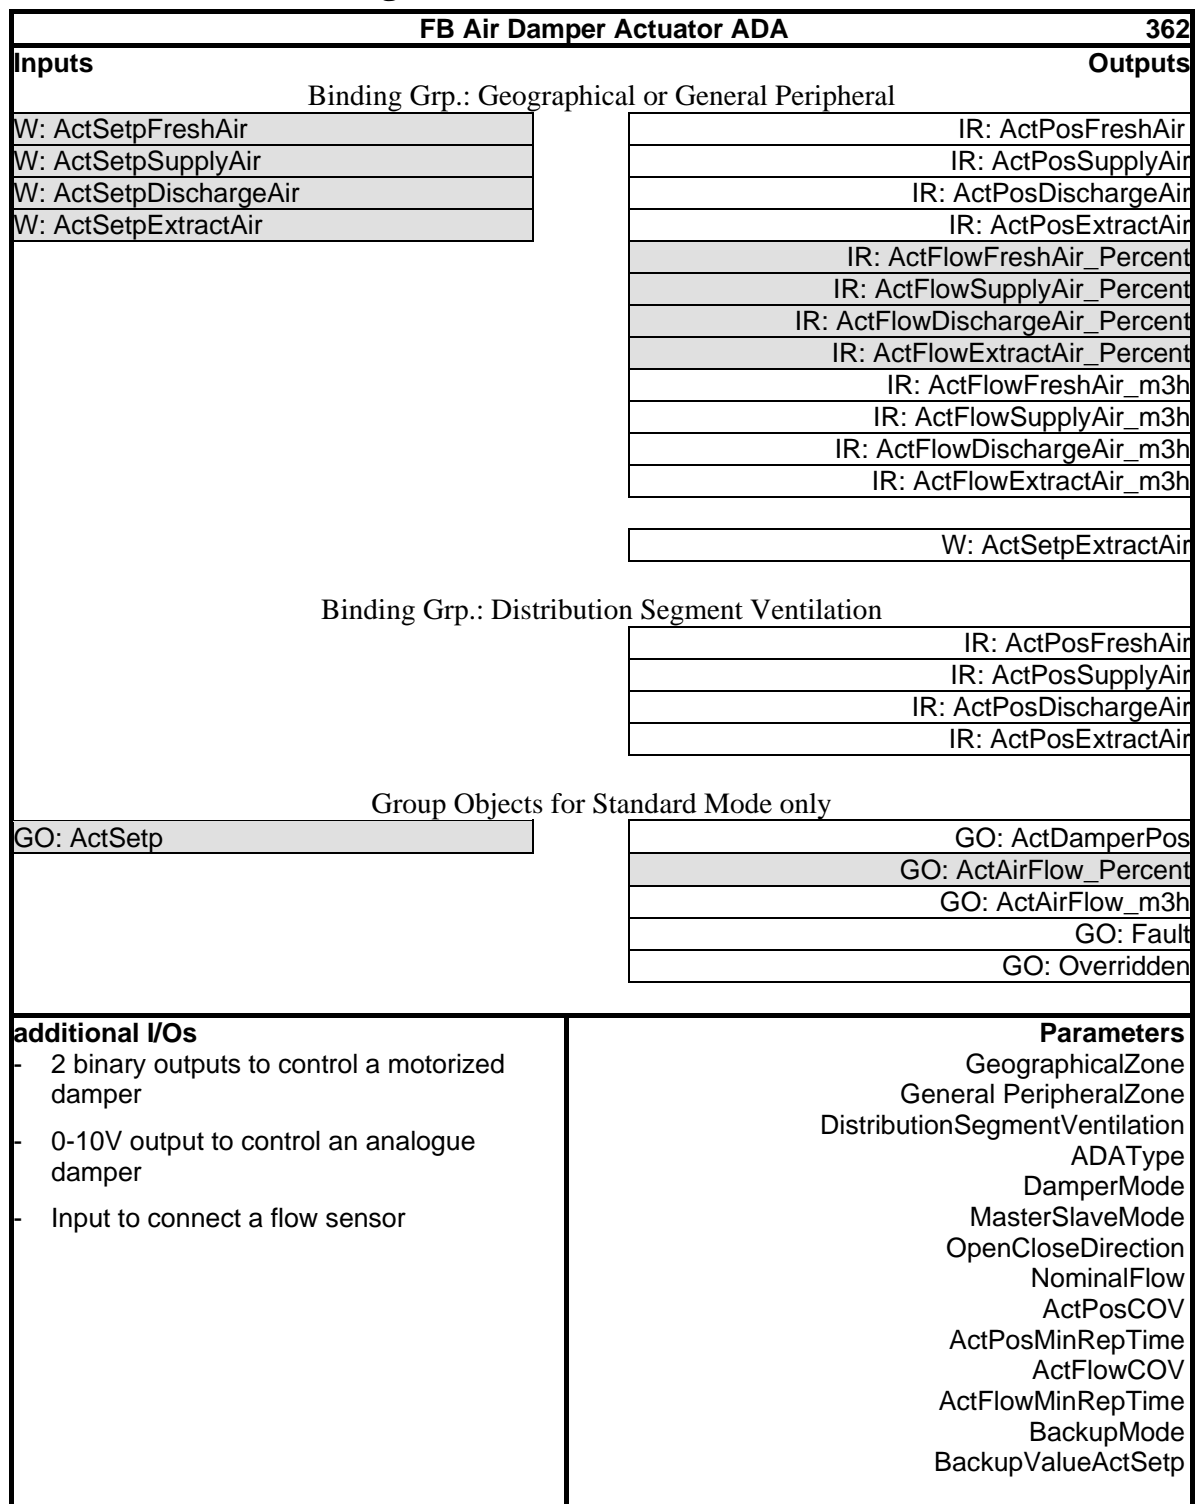 FB Air Damper Actuator ADA 362
Inputs Outputs
Binding Grp.: Geographical or General Peripheral
W: ActSetpFreshAir IR: ActPosFreshAir
W: ActSetpSupplyAir IR: ActPosSupplyAir
W: ActSetpDischargeAir IR: ActPosDischargeAir
W: ActSetpExtractAir IR: ActPosExtractAir
IR: ActFlowFreshAir_Percent
IR: ActFlowSupplyAir_Percent
IR: ActFlowDischargeAir_Percent
IR: ActFlowExtractAir_Percent
IR: ActFlowFreshAir_m3h
IR: ActFlowSupplyAir_m3h
IR: ActFlowDischargeAir_m3h
IR: ActFlowExtractAir_m3h
W: ActSetpExtractAir
Binding Grp.: Distribution Segment Ventilation
IR: ActPosFreshAir
IR: ActPosSupplyAir
IR: ActPosDischargeAir
IR: ActPosExtractAir
Group Objects for Standard Mode only
GO: ActSetp GO: ActDamperPos
GO: ActAirFlow_Percent
GO: ActAirFlow_m3h
GO: Fault
GO: Overridden
additional I/Os
- 2 binary outputs to control a motorized
damper
- 0-10V output to control an analogue
damper
- Input to connect a flow sensor
Parameters
GeographicalZone
General PeripheralZone
DistributionSegmentVentilation
ADAType
DamperMode
MasterSlaveMode
OpenCloseDirection
NominalFlow
ActPosCOV
ActPosMinRepTime
ActFlowCOV
ActFlowMinRepTime
BackupMode
BackupValueActSetp